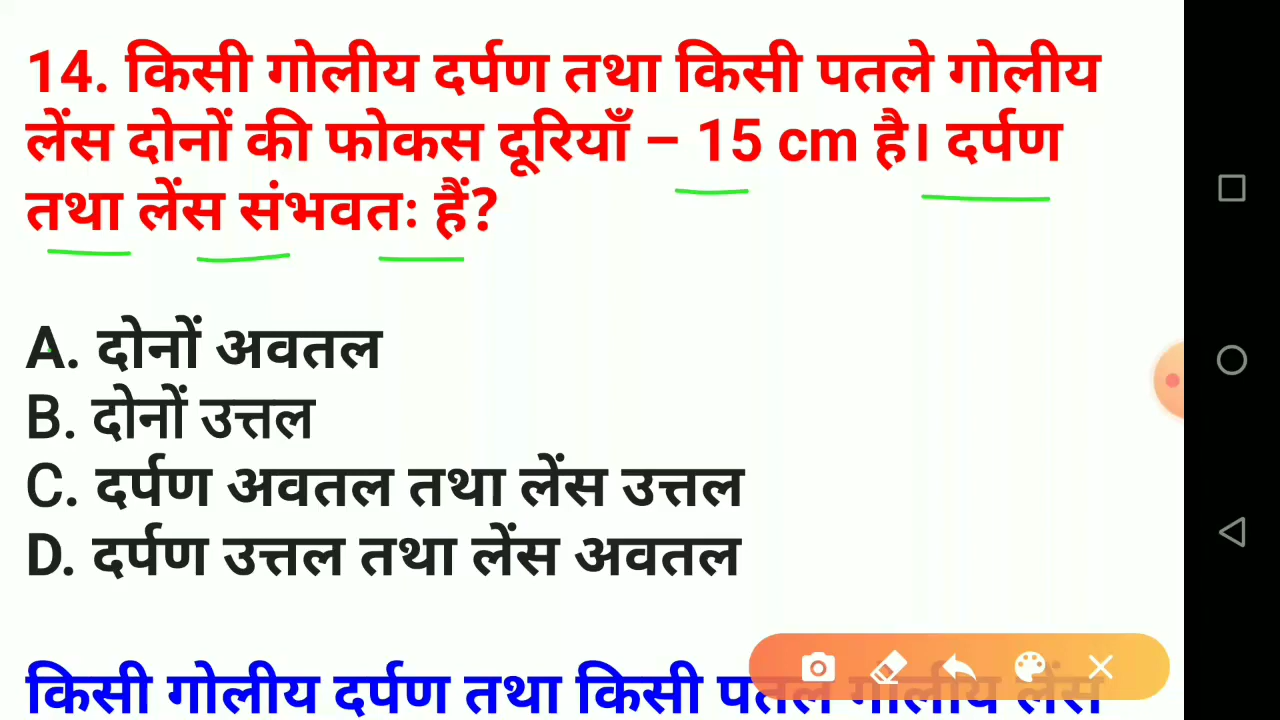 14. किसी गोलीय दर्पण तथा किसी पतले गोलीय
लेंस दोनों की फोकस दूरियाँ – 15 cm है। दर्पण
तथा लेंस संभवतः हैं?
A. दोनों अवतल
B. दोनों उत्तल
C. दर्पण अवतल तथा लेंस उत्तल
D. दर्पण उत्तल तथा लेंस अवतल
किसी गोलीय दर्पण तथा किसी पतले गोलीय लेंस